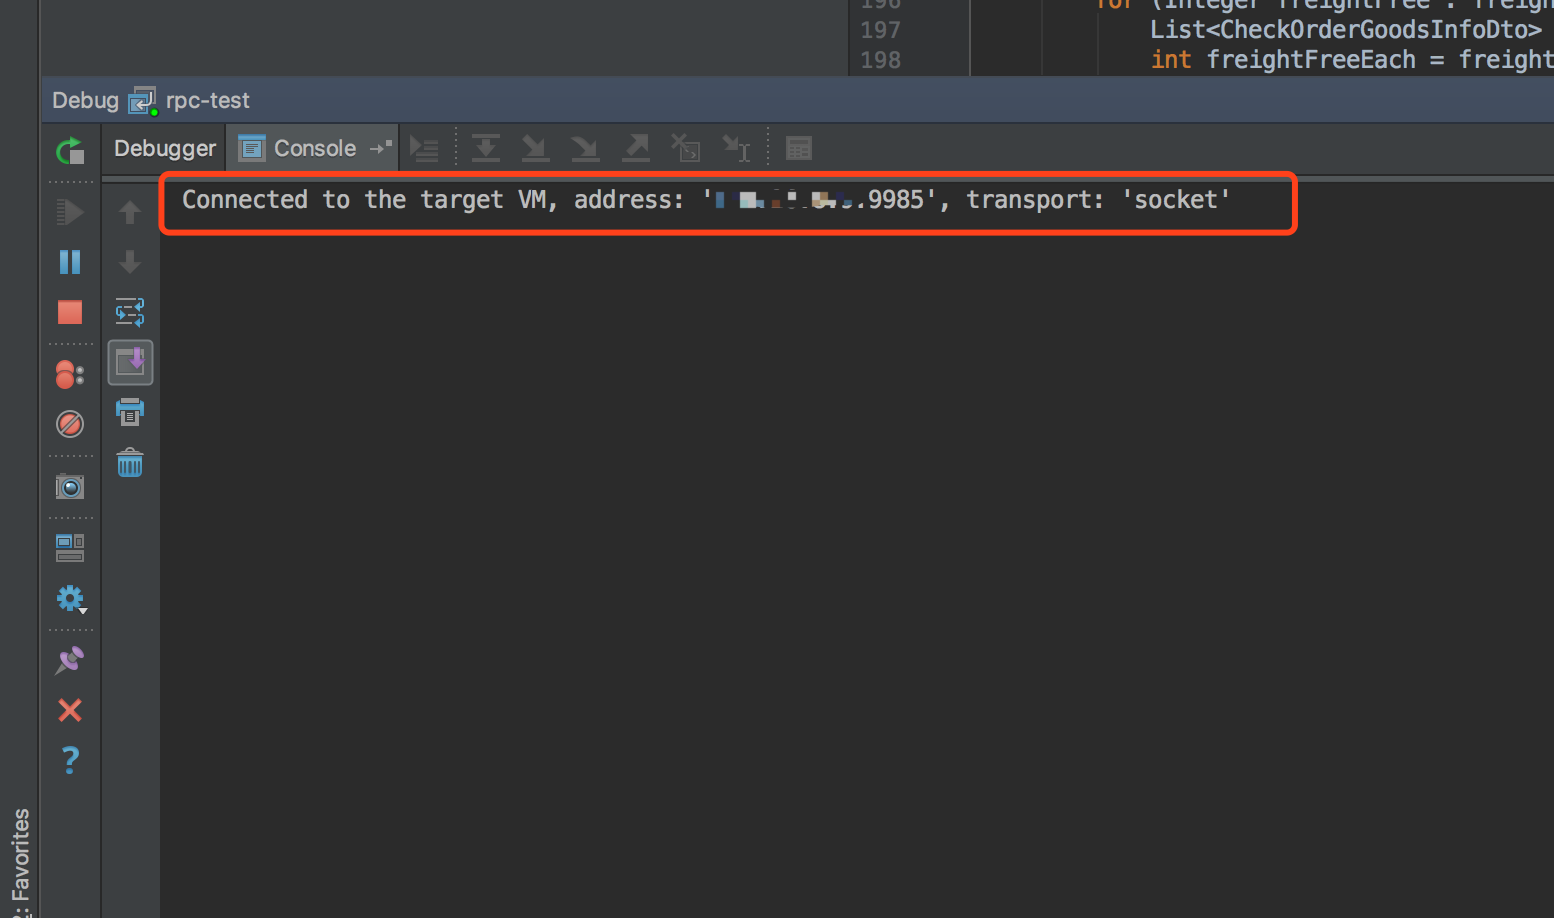 196 for (Integer freightFree : freigh
197 List<CheckOrderGoodsInfoDto>
198 int freightFreeEach = freight
Debug rpc-test
Debugger Console
Connected to the target VM, address: ' .9985', transport: 'socket'
2: Favorites